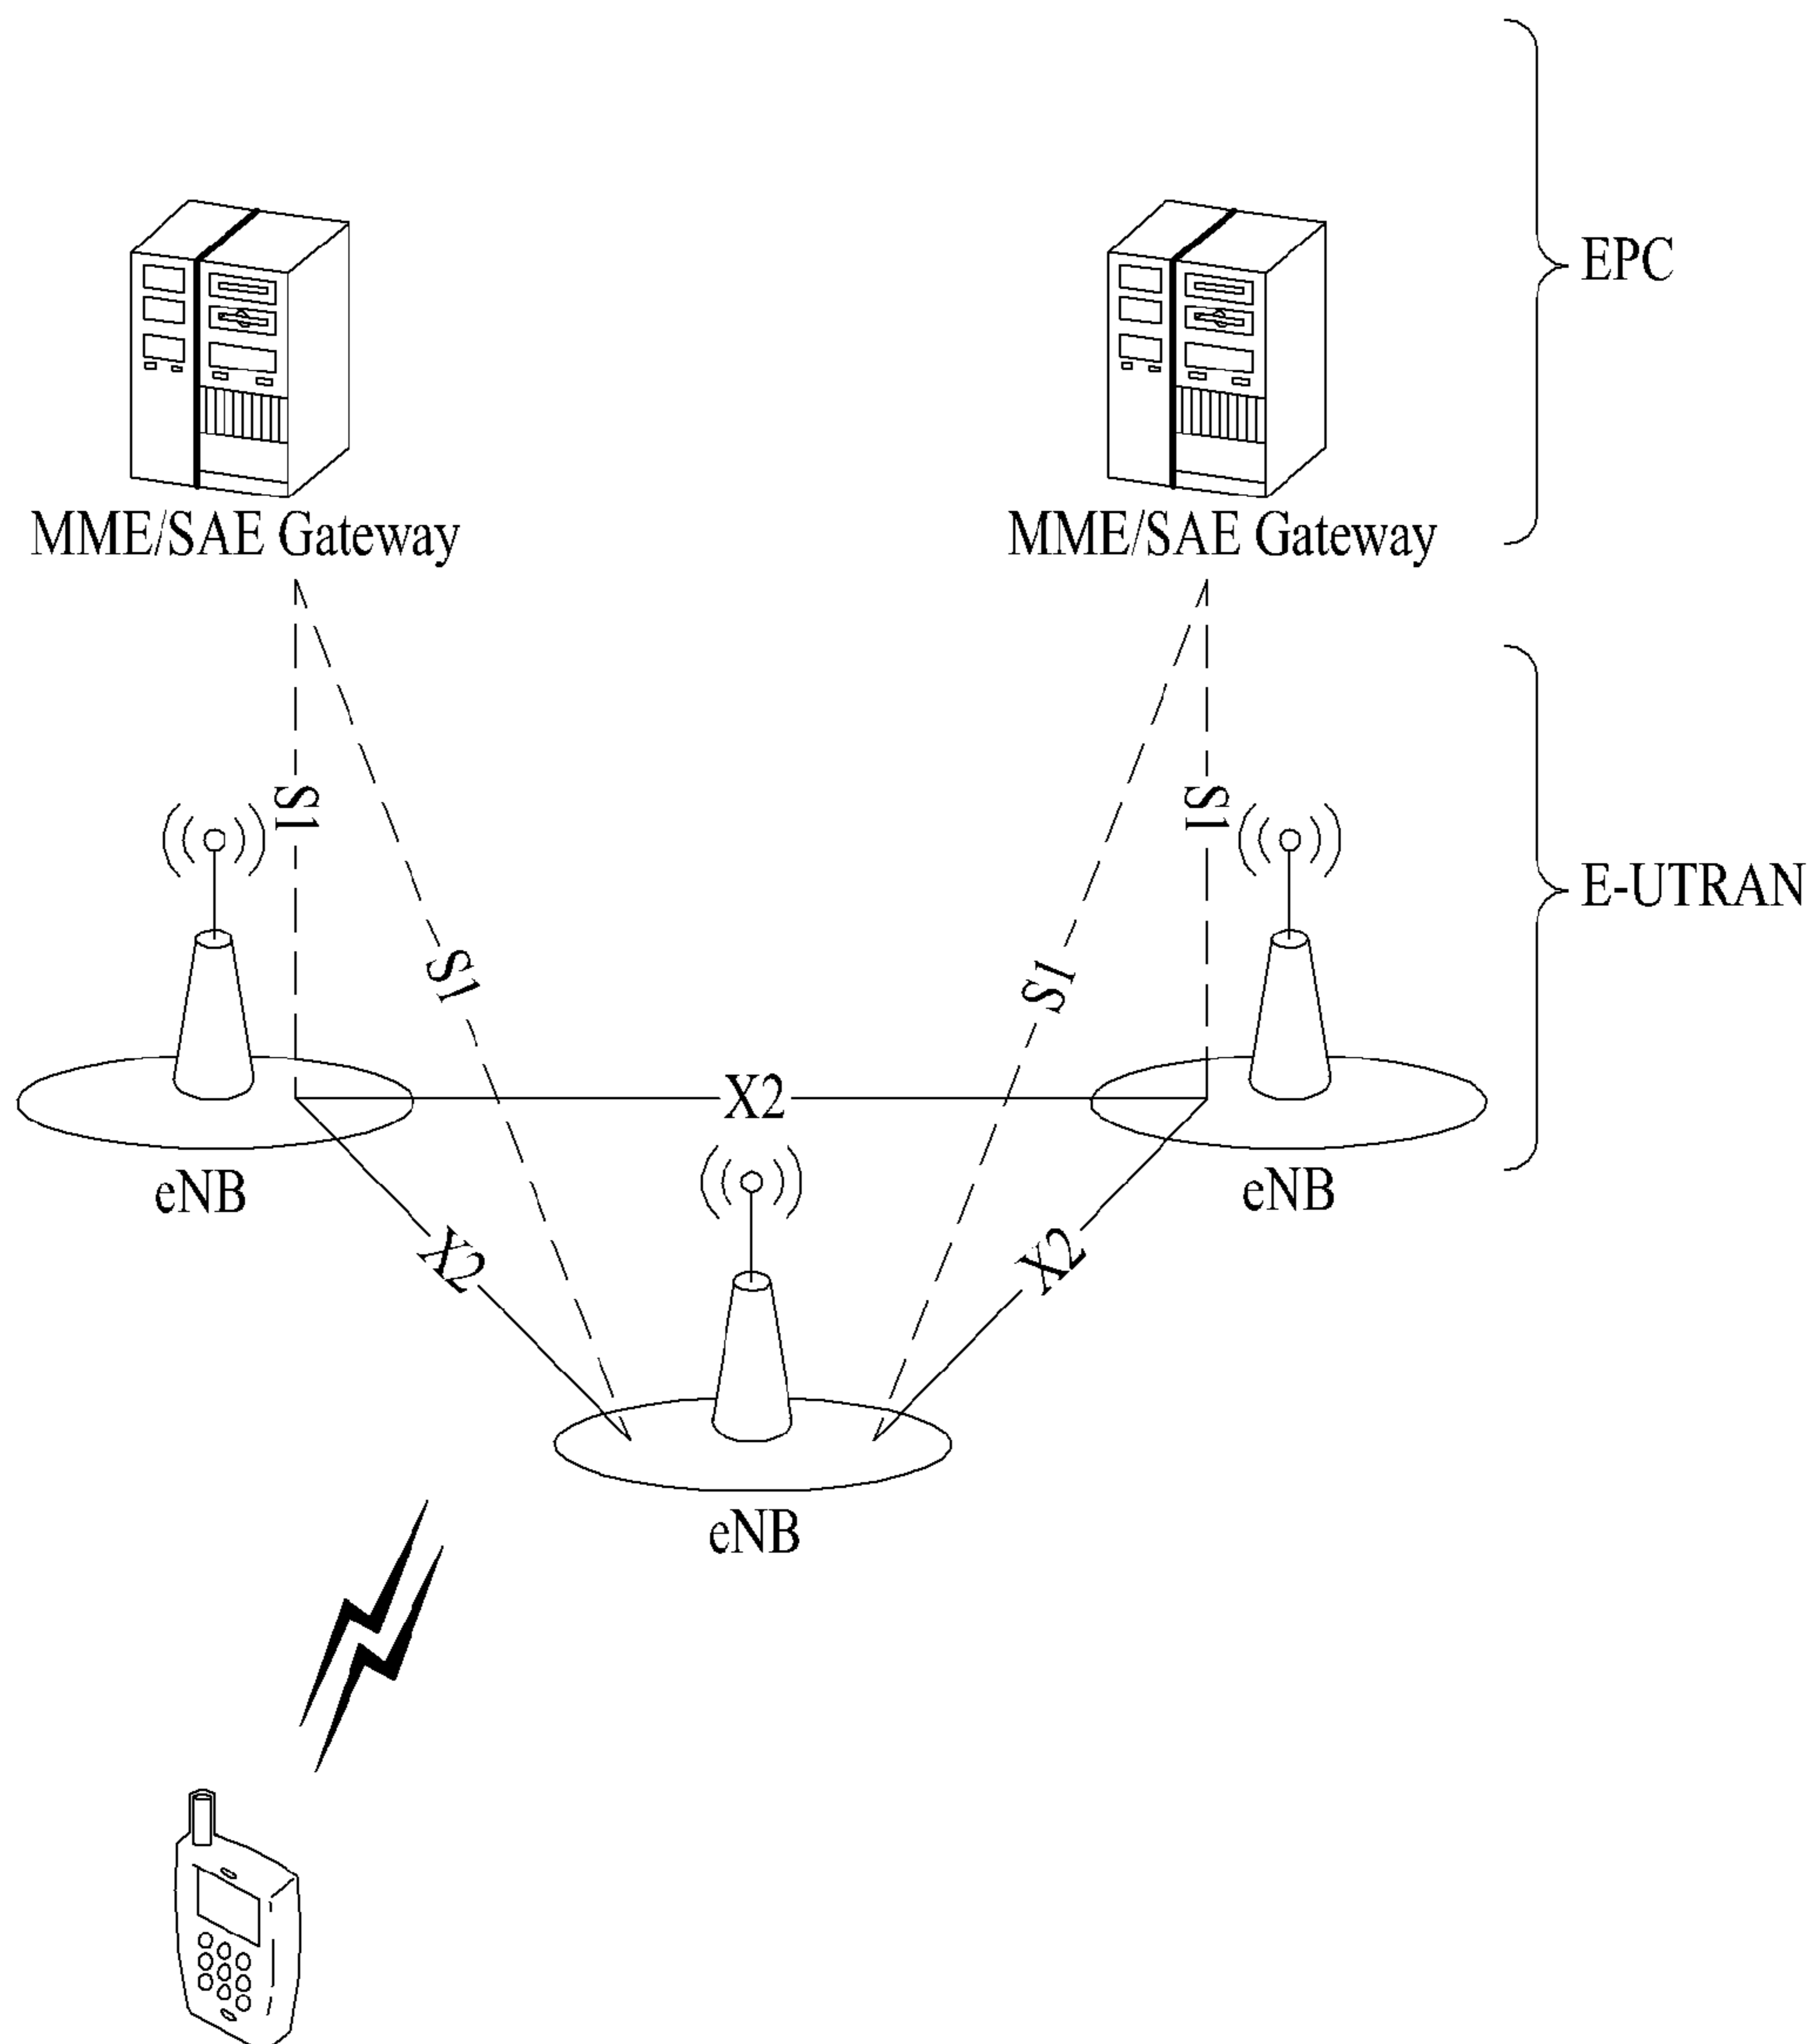 EPC
MME/SAE Gateway
MME/SAE Gateway
S1
S1
E-UTRAN
S1
S1
X2
eNB
eNB
X2
X2
eNB